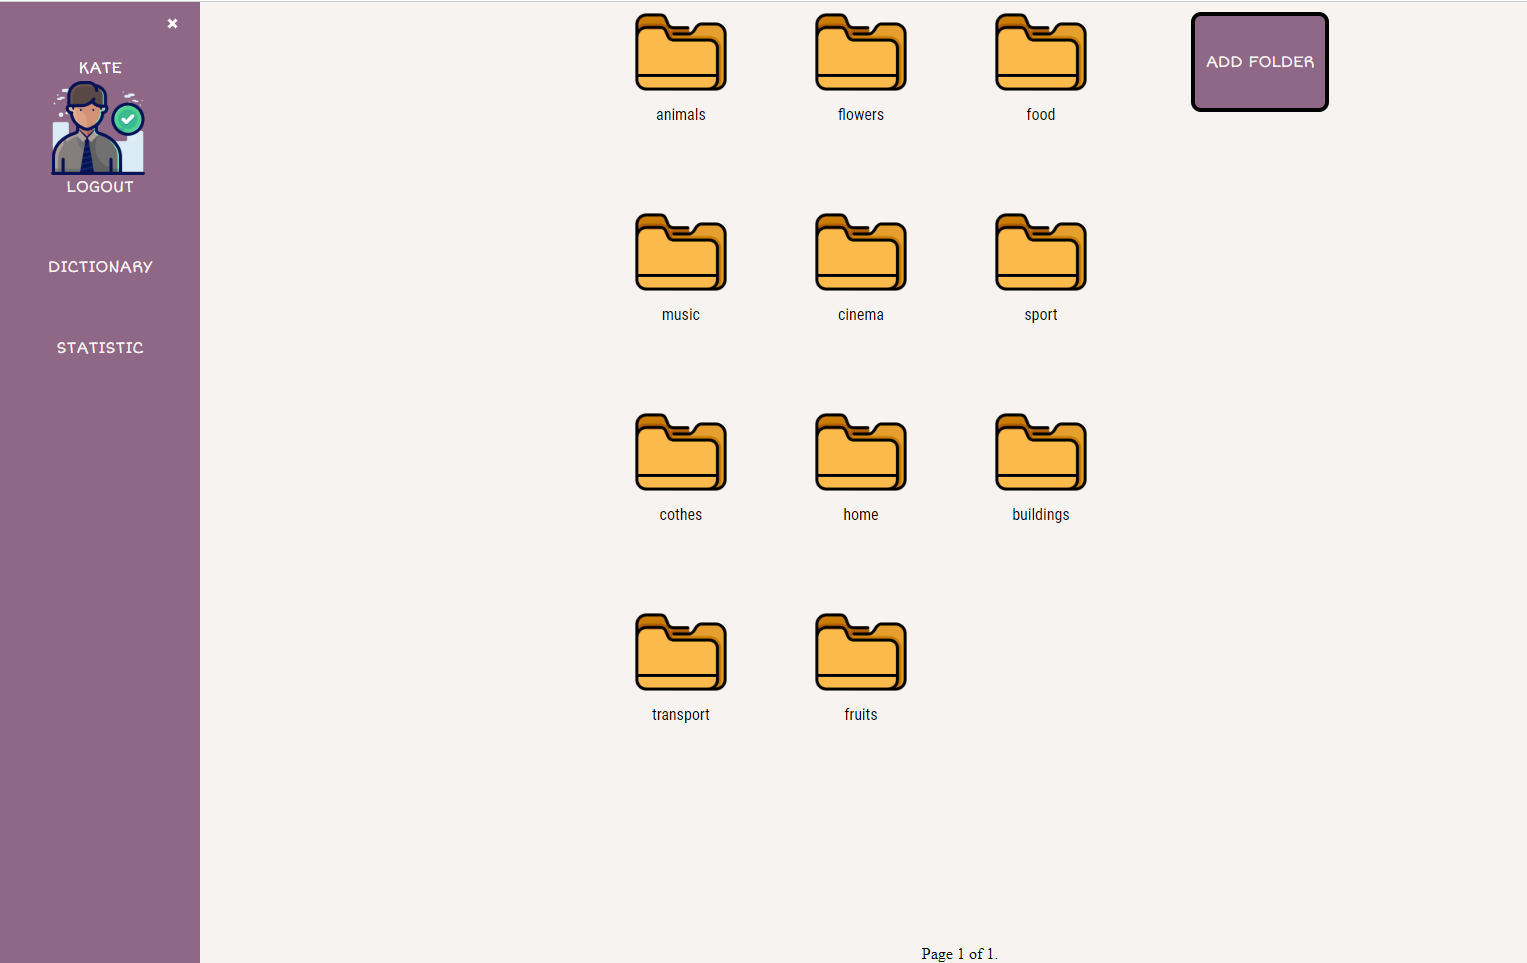 KATE
LOGOUT
DICTIONARY
STATISTIC
animals
flowers
food
ADD FOLDER
music
cinema
sport
cothes
home
buildings
transport
fruits
Page 1 of 1.